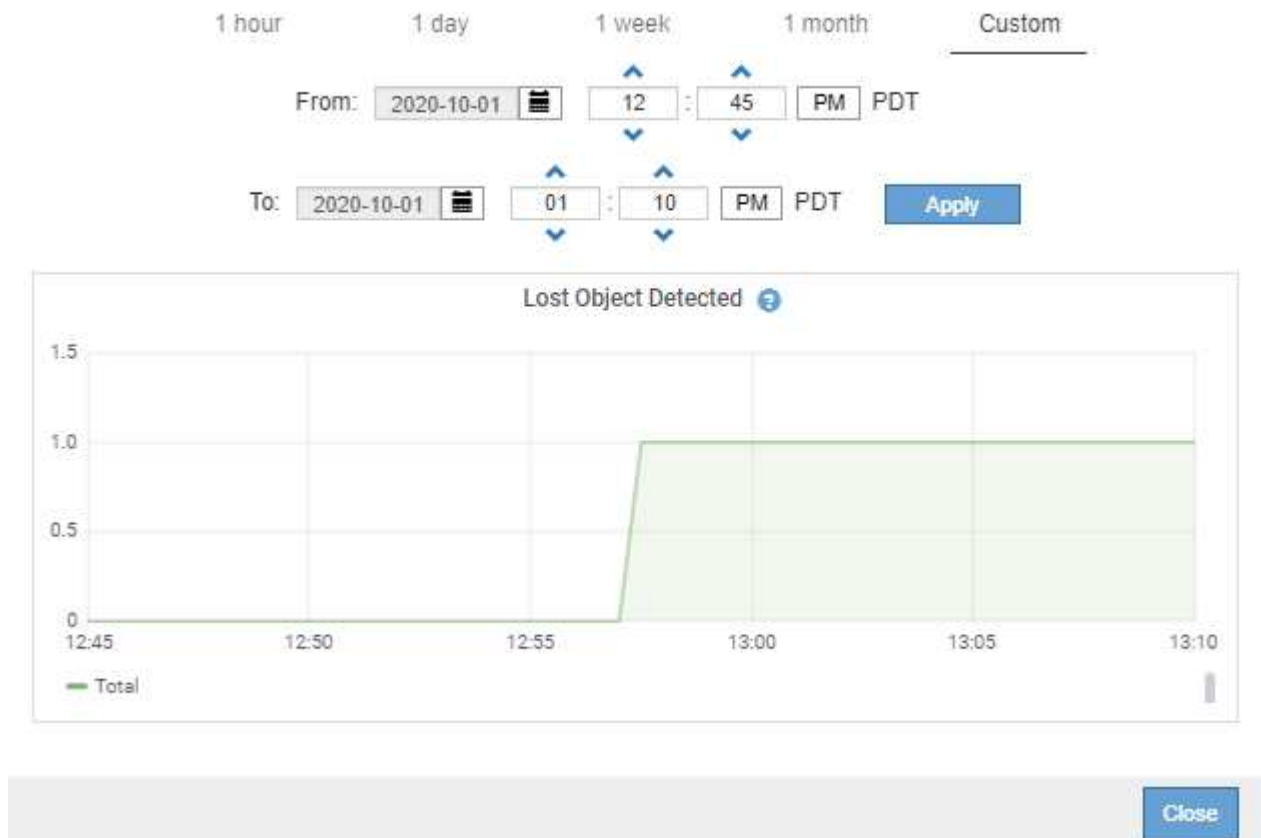 1 hour 1 day 1 week 1 month Custom
From: 2020-10-01 12 : 45 PM PDT
To: 2020-10-01 01 : 10 PM PDT Apply
Lost Object Detected ?
1.5
1.0
0.5
0
12:45 12:50 12:55 13:00 13:05 13:10
Total
Close